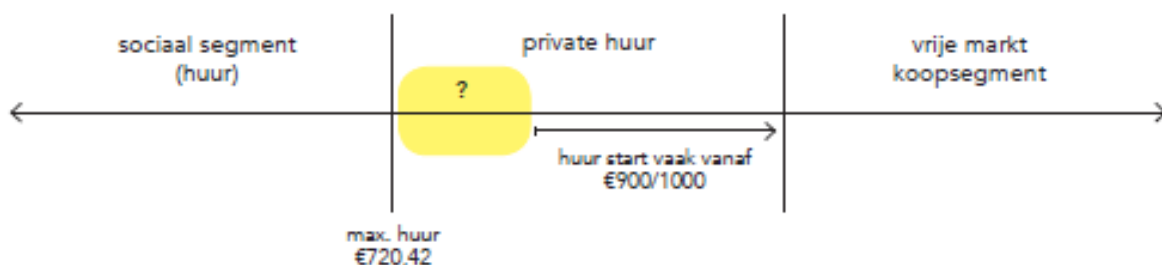 sociaal segment
(huur)
private huur
vrije markt
koopsegment
?
huur start vaak vanaf
€900/1000
max. huur
€720,42